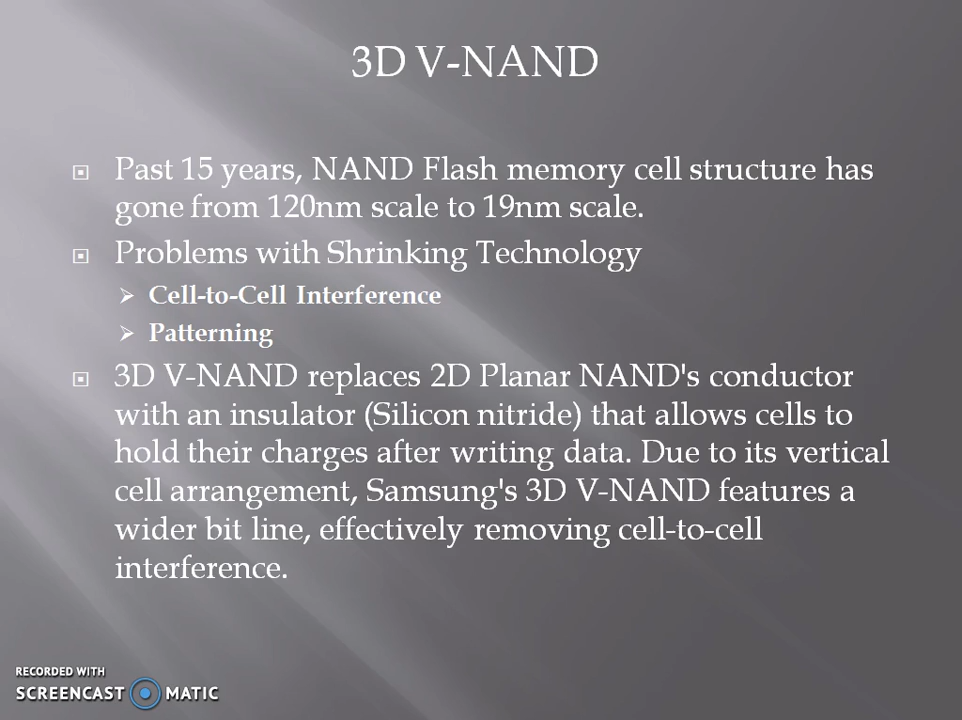 3D V-NAND
Past 15 years, NAND Flash memory cell structure has
gone from 120nm scale to 19nm scale.
Problems with Shrinking Technology
Cell-to-Cell Interference
Patterning
3D V-NAND replaces 2D Planar NAND's conductor
with an insulator (Silicon nitride) that allows cells to
hold their charges after writing data. Due to its vertical
cell arrangement, Samsung's 3D V-NAND features a
wider bit line, effectively removing cell-to-cell
interference.
RECORDED WITH
SCREENCAST MATIC